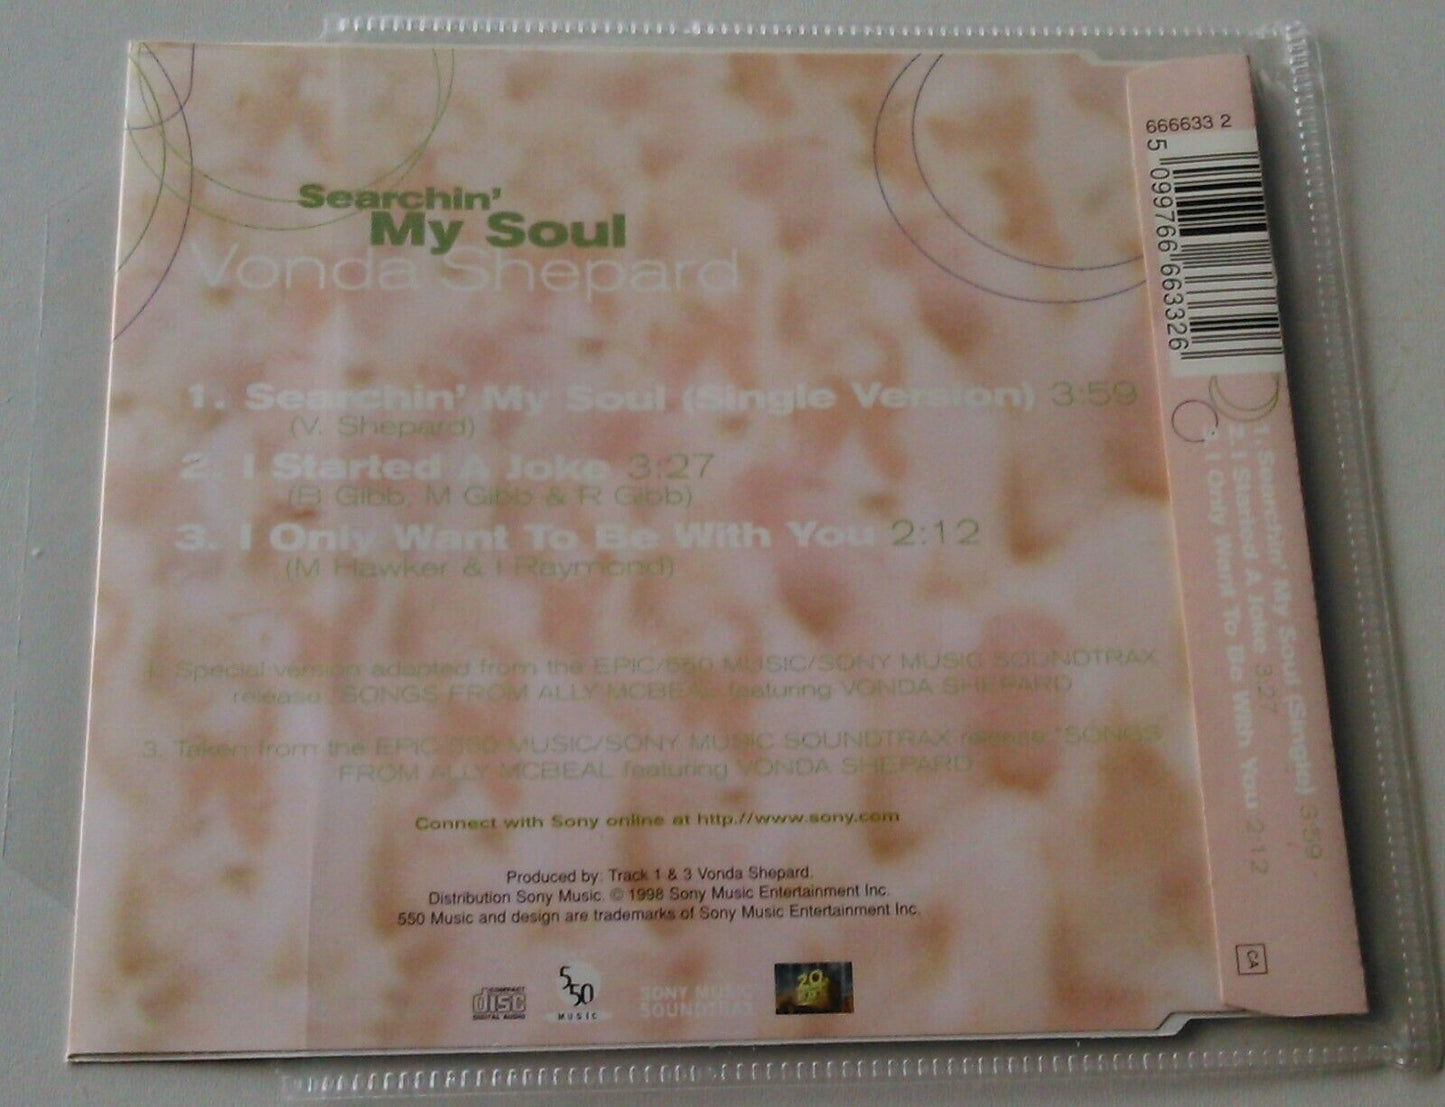 Searchin'
My Soul
Vonda Shepard
1. Searchin' My Soul (Single Version) 3:59
(V. Shepard)
2. I Started A Joke 3:27
(B Gibb, M Gibb & R Gibb)
3. I Only Want To Be With You 2:12
(M Hawker & I Raymond)
1. Special version adapted from the EPIC/550 MUSIC/SONY MUSIC SOUNDTRAX
release "SONGS FROM ALLY MCBEAL featuring VONDA SHEPARD
3. Taken from the EPIC 550 MUSIC/SONY MUSIC SOUNDTRAX release "SONGS
FROM ALLY MCBEAL featuring VONDA SHEPARD
Connect with Sony online at http://www.sony.com
Produced by: Track 1 & 3 Vonda Shepard.
Distribution Sony Music. © 1998 Sony Music Entertainment Inc.
550 Music and design are trademarks of Sony Music Entertainment Inc.
COMPACT
disc
DIGITAL AUDIO
550
MUSIC
SONY MUSIC
SOUNDTRAX
20
666633 2
5 099766 663326
1. Searchin' My Soul (Single) 3:59
2. I Started A Joke 3:27
3. I Only Want To Be With You 2:12
CA